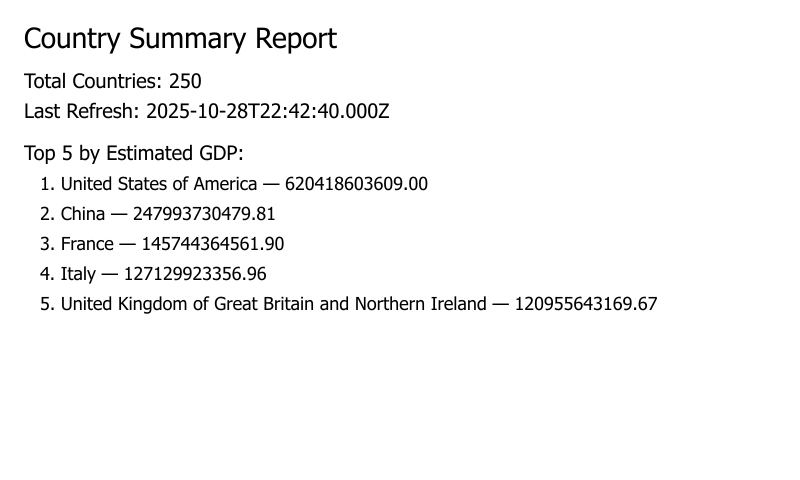 Country Summary Report
Total Countries: 250
Last Refresh: 2025-10-28T22:42:40.000Z
Top 5 by Estimated GDP:
1. United States of America — 620418603609.00
2. China — 247993730479.81
3. France — 145744364561.90
4. Italy — 127129923356.96
5. United Kingdom of Great Britain and Northern Ireland — 120955643169.67